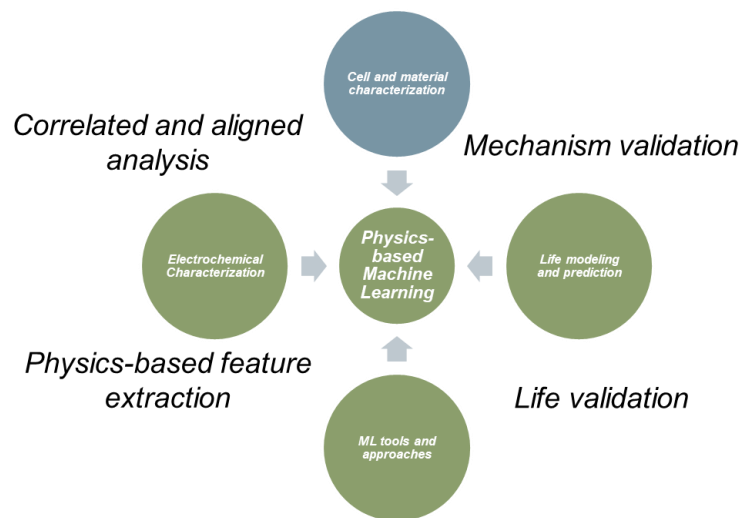 Cell and material
characterization
Correlated and aligned
analysis
Mechanism validation
Electrochemical
Characterization
Physics-
based
Machine
Learning
Life modeling
and prediction
Physics-based feature
extraction
Life validation
ML tools and
approaches